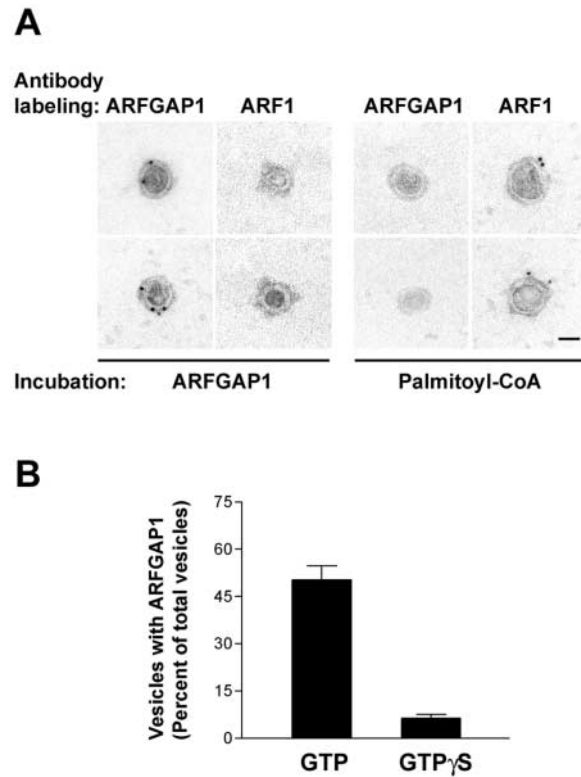 A
Antibody
labeling: ARFGAP1 ARF1 ARFGAP1 ARF1
Incubation: ARFGAP1 Palmitoyl-CoA
B
Vesicles with ARFGAP1
(Percent of total vesicles)
75
60
45
30
15
0
GTP GTPγS